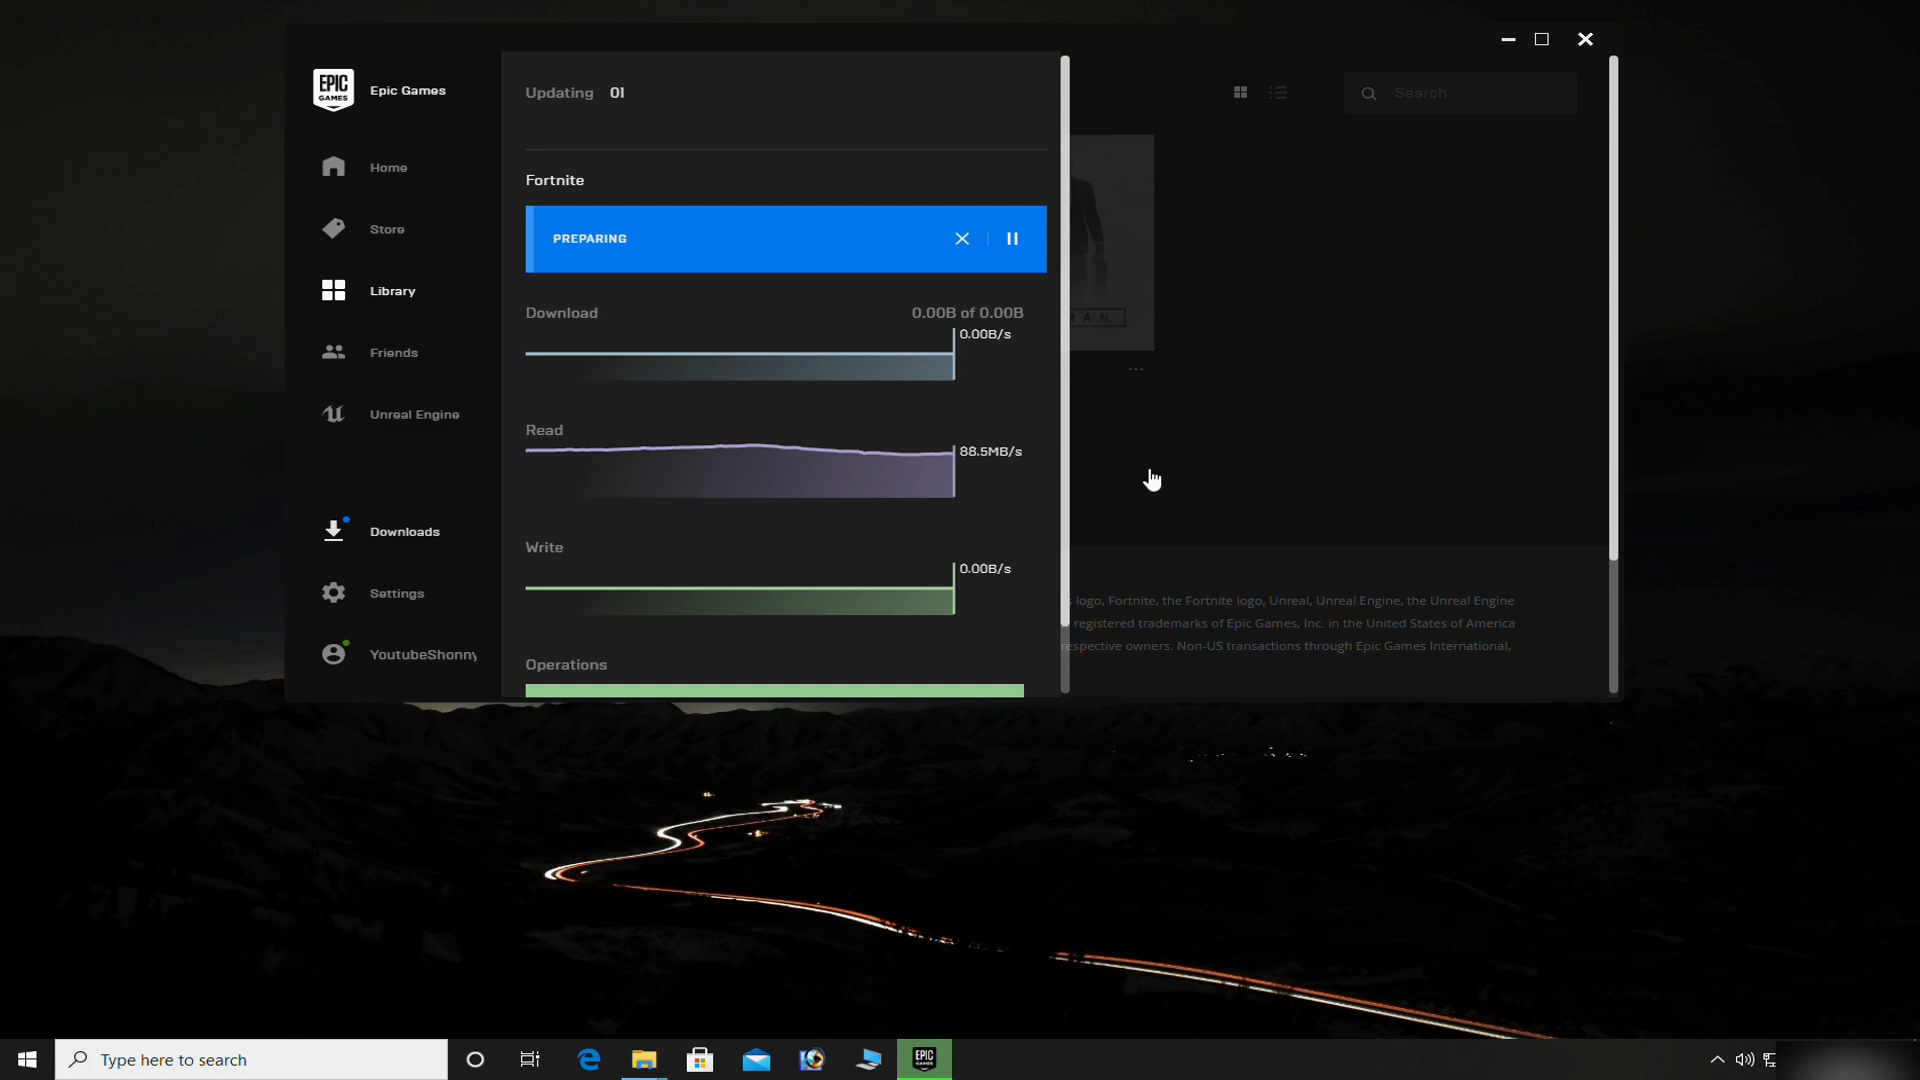 EPIC
GAMES
Epic Games
Home
Store
Library
Friends
Unreal Engine
Downloads
Settings
YoutubeShonny
Updating 01
Fortnite
PREPARING
Download 0.00B of 0.00B
0.00B/s
Read
88.5MB/s
Write
0.00B/s
Operations
Search
M A N
...
logo, Fortnite, the Fortnite logo, Unreal, Unreal Engine, the Unreal Engine
registered trademarks of Epic Games, Inc. in the United States of America
respective owners. Non-US transactions through Epic Games International,
Type here to search
EPIC
GAMES